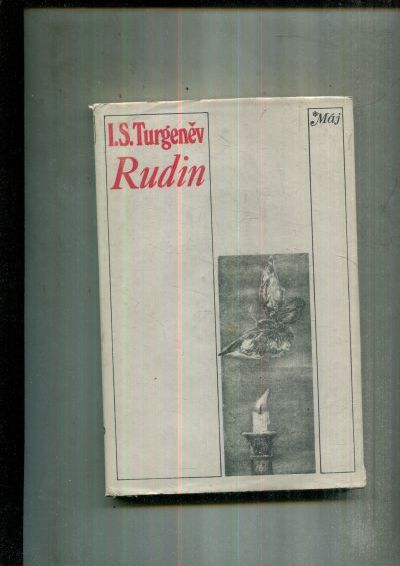 I.S. Turgeněv
Rudin
*Máj